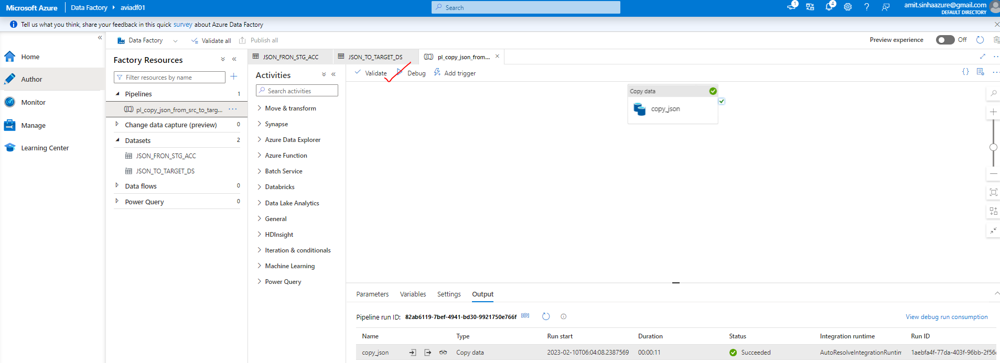 Microsoft Azure
Data Factory
aviadf01
Search
1
4
amit.sinhaazure@gmail.com
DEFAULT DIRECTORY
Tell us what you think, share your feedback in this quick survey about Azure Data Factory
Home
Author
Monitor
Manage
Learning Center
Data Factory
Validate all
Publish all
Preview experience
Off
Factory Resources
Filter resources by name
Pipelines
1
pl_copy_json_from_src_to_targ...
Change data capture (preview)
0
Datasets
2
JSON_FRON_STG_ACC
JSON_TO_TARGET_DS
Data flows
0
Power Query
0
JSON_FRON_STG_ACC
JSON_TO_TARGET_DS
pl_copy_json_from...
Activities
Search activities
Move & transform
Synapse
Azure Data Explorer
Azure Function
Batch Service
Databricks
Data Lake Analytics
General
HDInsight
Iteration & conditionals
Machine Learning
Power Query
Validate
Debug
Add trigger
Copy data
copy_json
Parameters
Variables
Settings
Output
Pipeline run ID: 82ab6119-7bef-4941-bd30-9921750e766f
View debug run consumption
Name
Type
Run start
Duration
Status
Integration runtime
Run ID
copy_json
Copy data
2023-02-10T06:04:08.2387569
00:00:11
Succeeded
AutoResolveIntegrationRuntim
1aebfa4f-77da-403f-96bb-2f56